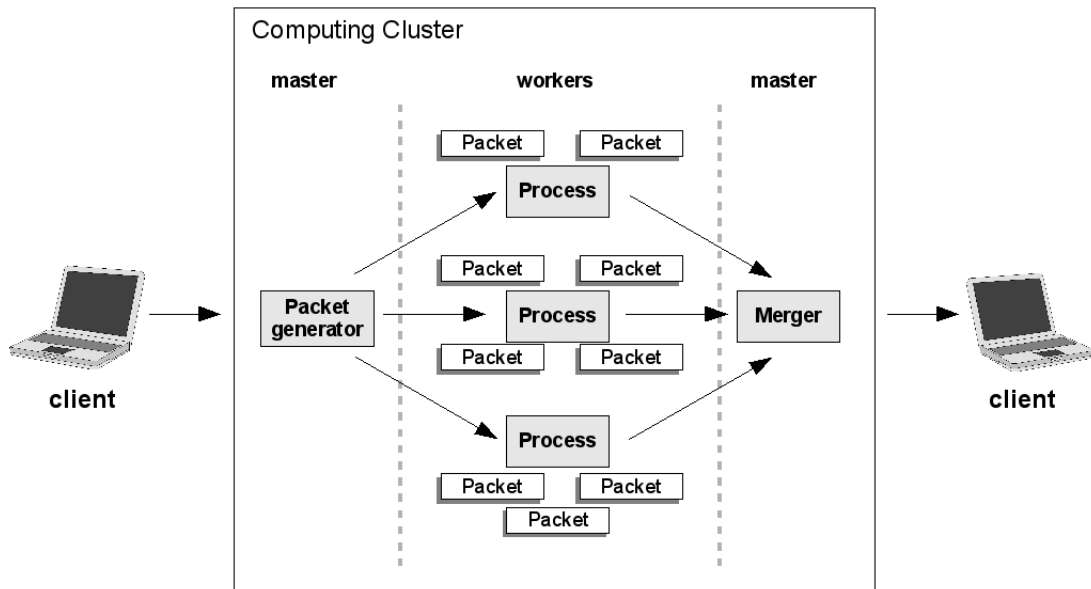 Computing Cluster
master
workers
master
Packet
Packet
Process
Packet
Packet
Packet
generator
Process
Merger
Packet
Packet
client
client
Process
Packet
Packet
Packet